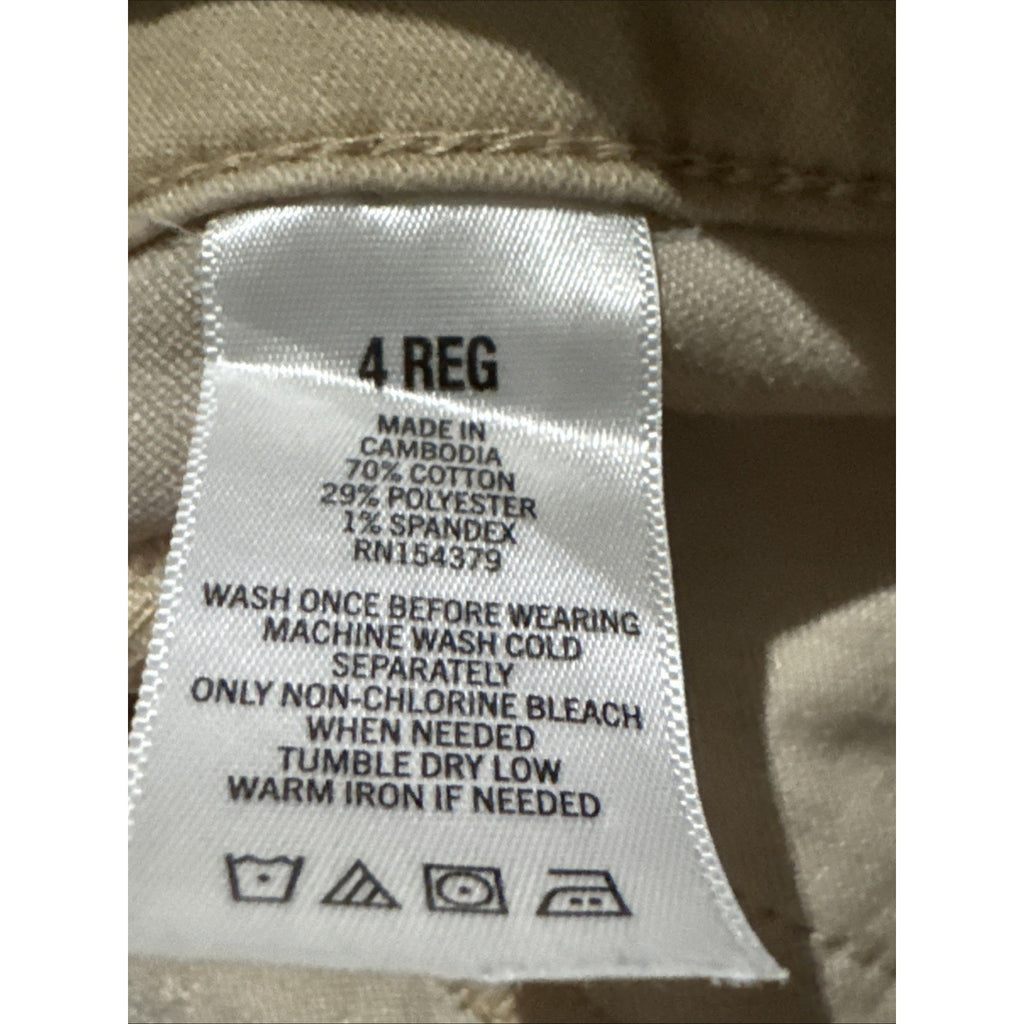 4 REG
MADE IN
CAMBODIA
70% COTTON
29% POLYESTER
1% SPANDEX
RN154379
WASH ONCE BEFORE WEARING
MACHINE WASH COLD
SEPARATELY
ONLY NON-CHLORINE BLEACH
WHEN NEEDED
TUMBLE DRY LOW
WARM IRON IF NEEDED